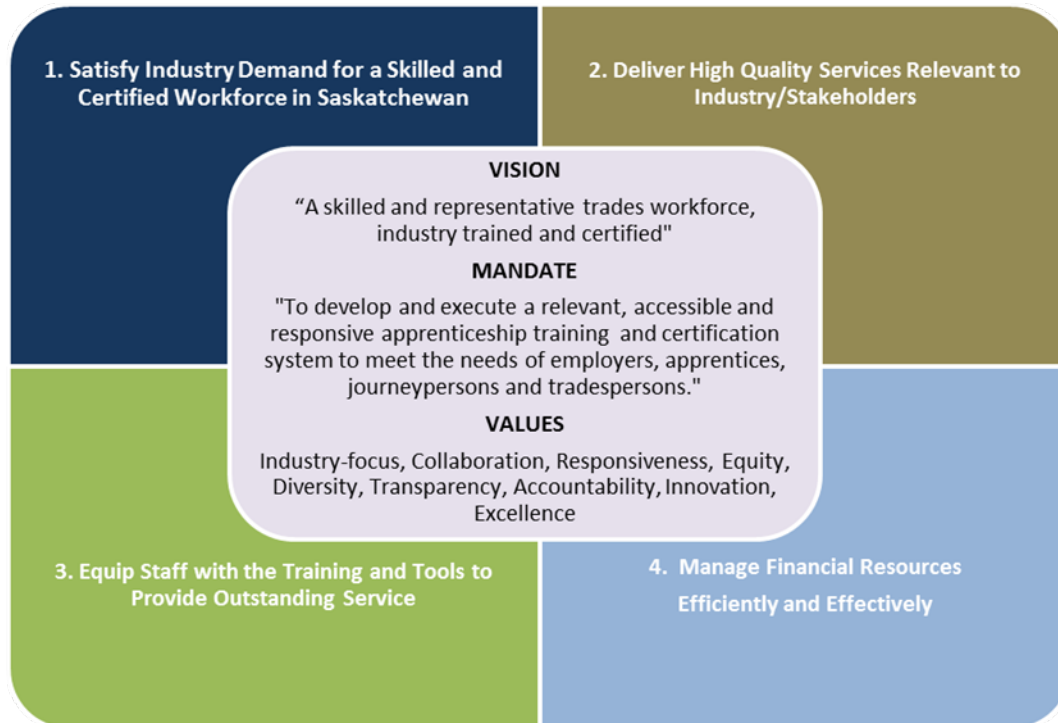 1. Satisfy Industry Demand for a Skilled and
Certified Workforce in Saskatchewan
2. Deliver High Quality Services Relevant to
Industry/Stakeholders
VISION
“A skilled and representative trades workforce,
industry trained and certified"
MANDATE
"To develop and execute a relevant, accessible and
responsive apprenticeship training and certification
system to meet the needs of employers, apprentices,
journeypersons and tradespersons."
VALUES
Industry-focus, Collaboration, Responsiveness, Equity,
Diversity, Transparency, Accountability, Innovation,
Excellence
3. Equip Staff with the Training and Tools to
Provide Outstanding Service
4. Manage Financial Resources
Efficiently and Effectively